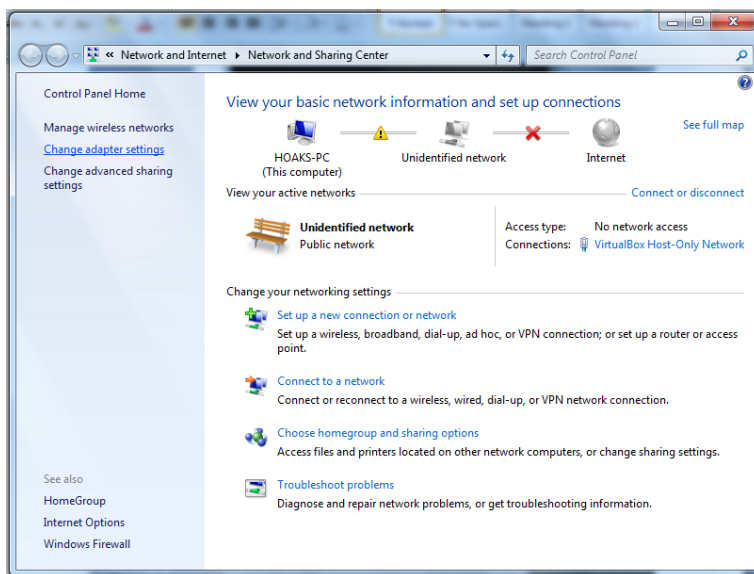 « Network and Internet ▸ Network and Sharing Center
Search Control Panel
Control Panel Home
Manage wireless networks
Change adapter settings
Change advanced sharing
settings
See also
HomeGroup
Internet Options
Windows Firewall
View your basic network information and set up connections
See full map
HOAKS-PC
(This computer)
Unidentified network
Internet
View your active networks
Connect or disconnect
Unidentified network
Public network
Access type: No network access
Connections: VirtualBox Host-Only Network
Change your networking settings
Set up a new connection or network
Set up a wireless, broadband, dial-up, ad hoc, or VPN connection; or set up a router or access
point.
Connect to a network
Connect or reconnect to a wireless, wired, dial-up, or VPN network connection.
Choose homegroup and sharing options
Access files and printers located on other network computers, or change sharing settings.
Troubleshoot problems
Diagnose and repair network problems, or get troubleshooting information.